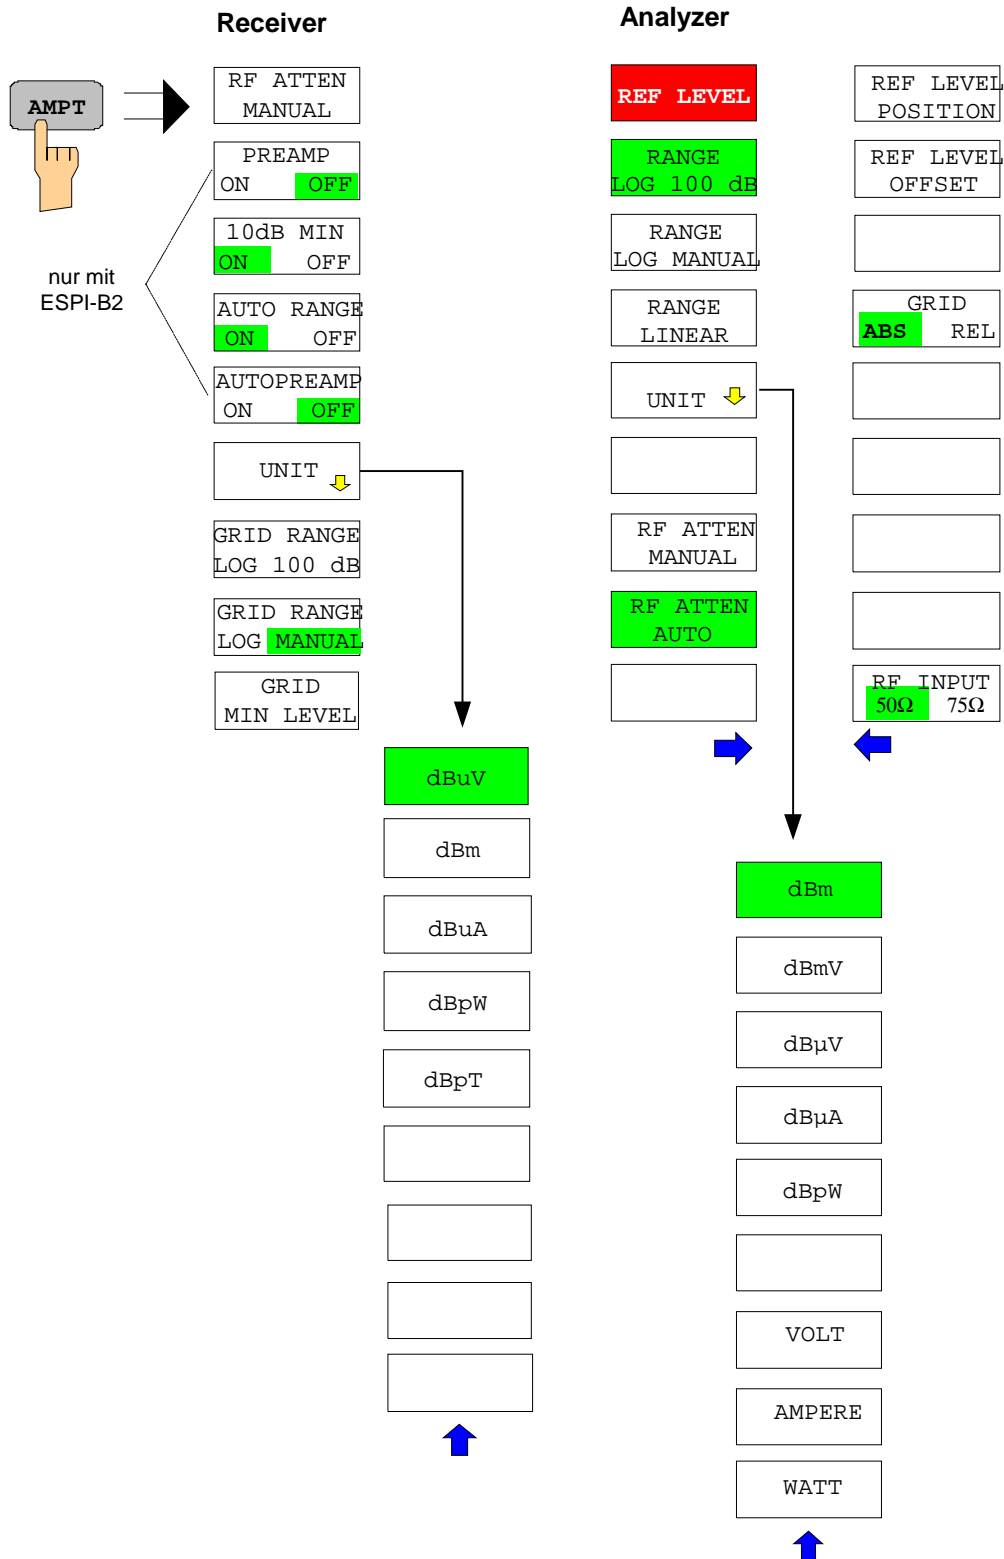 Receiver
Analyzer
AMPT
RF ATTEN
MANUAL
PREAMP
ON OFF
10dB MIN
ON OFF
nur mit
ESPI-B2
AUTO RANGE
ON OFF
AUTOPREAMP
ON OFF
UNIT
GRID RANGE
LOG 100 dB
GRID RANGE
LOG MANUAL
GRID
MIN LEVEL
dBuV
dBm
dBuA
dBpW
dBpT
REF LEVEL
RANGE
LOG 100 dB
RANGE
LOG MANUAL
RANGE
LINEAR
UNIT
RF ATTEN
MANUAL
RF ATTEN
AUTO
REF LEVEL
POSITION
REF LEVEL
OFFSET
GRID
ABS REL
RF INPUT
50Ω 75Ω
dBm
dBmV
dBµV
dBµA
dBpW
VOLT
AMPERE
WATT